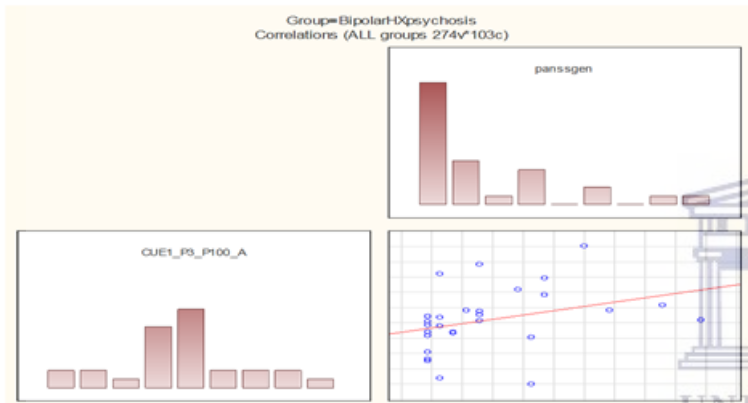 Group=BipolarHXpsychosis
Correlations (ALL groups 274v*103c)
panssgen
CUE1_P3_P100_A